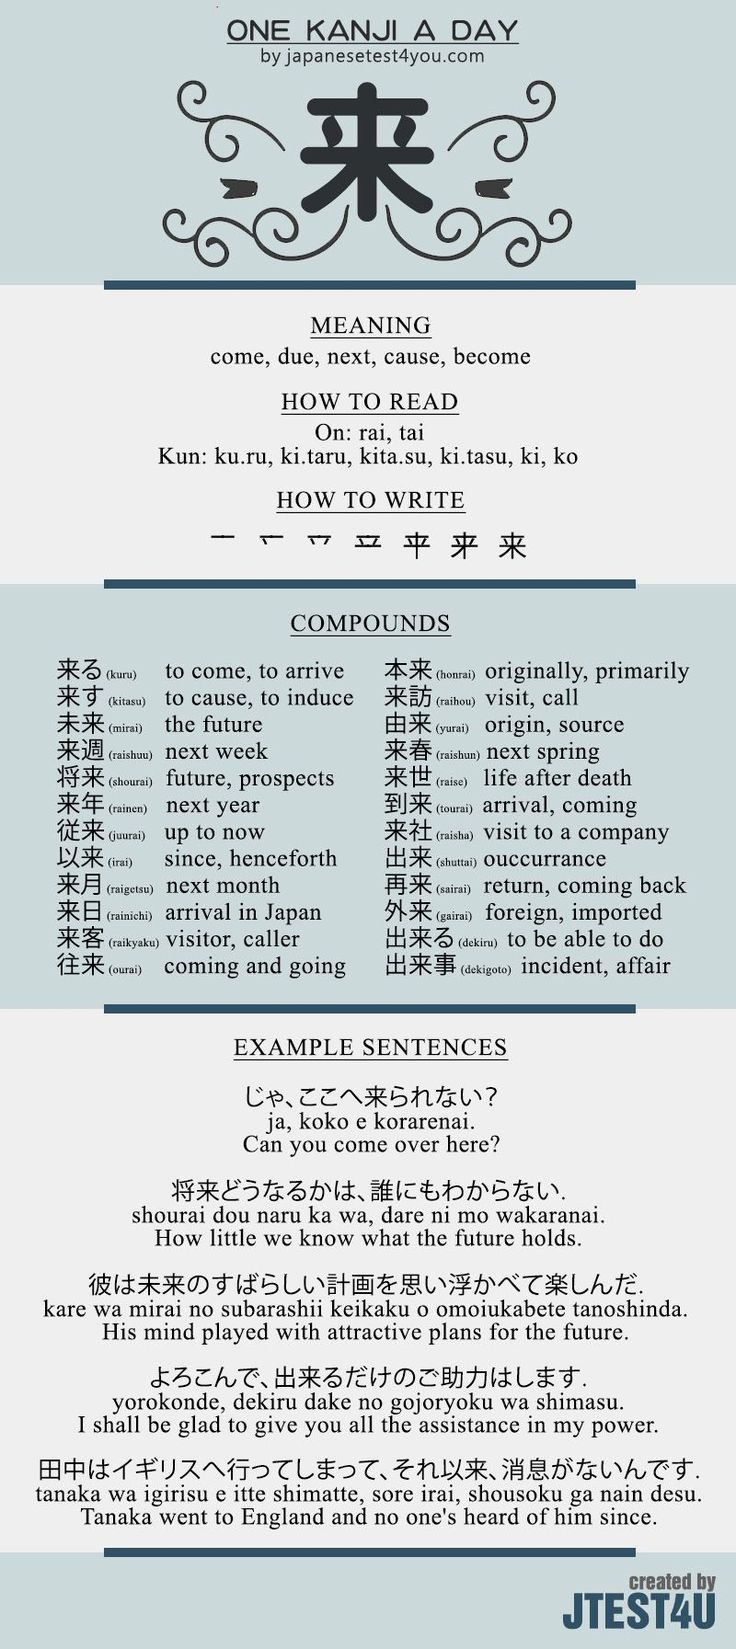 ONE KANJI A DAY
by japanesetest4you.com
来
MEANING
come, due, next, cause, become
HOW TO READ
On: rai, tai
Kun: ku.ru, ki.taru, kita.su, ki.tasu, ki, ko
HOW TO WRITE
来
COMPOUNDS
来る (kuru) to come, to arrive
来す (kitasu) to cause, to induce
未来 (mirai) the future
来週 (raishuu) next week
将来 (shourai) future, prospects
来年 (rainen) next year
従来 (juurai) up to now
以来 (irai) since, henceforth
来月 (raigetsu) next month
来日 (rainichi) arrival in Japan
来客 (raikyaku) visitor, caller
往来 (ourai) coming and going
本来 (honrai) originally, primarily
来訪 (raihou) visit, call
由来 (yurai) origin, source
来春 (raishun) next spring
来世 (raise) life after death
到来 (tourai) arrival, coming
来社 (raisha) visit to a company
出来 (shuttai) ouccurrance
再来 (sairai) return, coming back
外来 (gairai) foreign, imported
出来る (dekiru) to be able to do
出来事 (dekigoto) incident, affair
EXAMPLE SENTENCES
じゃ、ここへ来られない?
ja, koko e korarenai.
Can you come over here?
将来どうなるかは、誰にもわからない.
shourai dou naru ka wa, dare ni mo wakaranai.
How little we know what the future holds.
彼は未来のすばらしい計画を思い浮かべて楽しんだ.
kare wa mirai no subarashii keikaku o omoiukabete tanoshinda.
His mind played with attractive plans for the future.
よろこんで、出来るだけのご助力はします.
yorokonde, dekiru dake no gojoryoku wa shimasu.
I shall be glad to give you all the assistance in my power.
田中はイギリスへ行ってしまって、それ以来、消息がないんです.
tanaka wa igirisu e itte shimatte, sore irai, shousoku ga nain desu.
Tanaka went to England and no one's heard of him since.
created by
JTEST4U